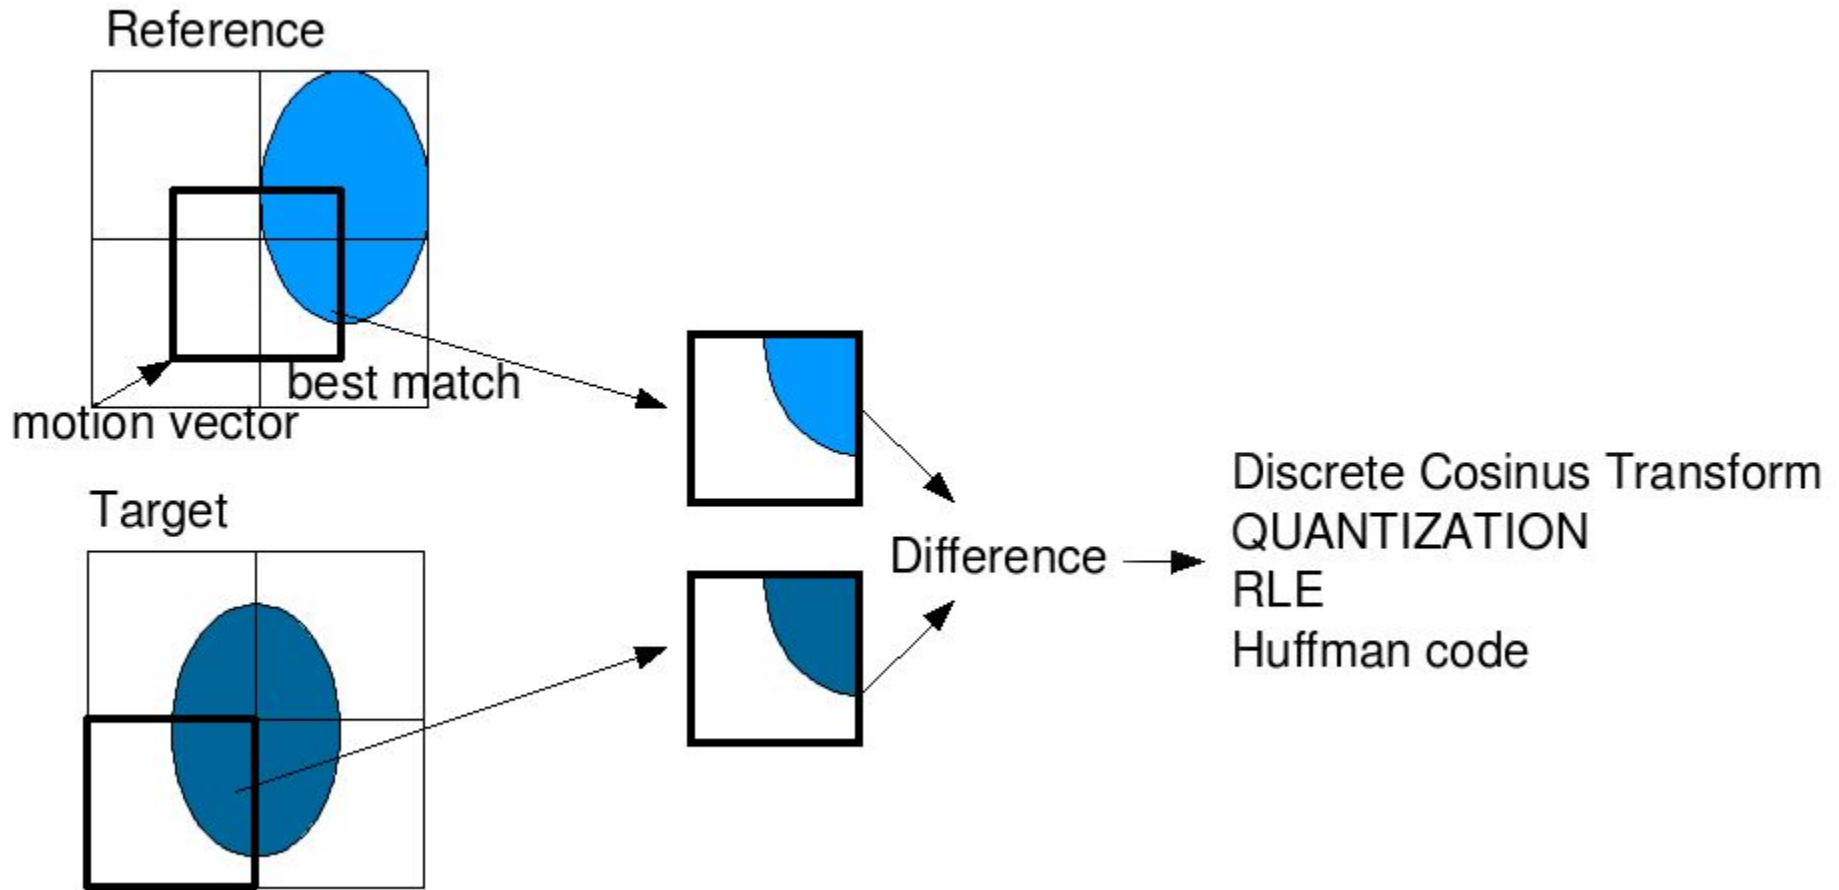 Reference
best match
motion vector
Target
Difference
Discrete Cosinus Transform
QUANTIZATION
RLE
Huffman code